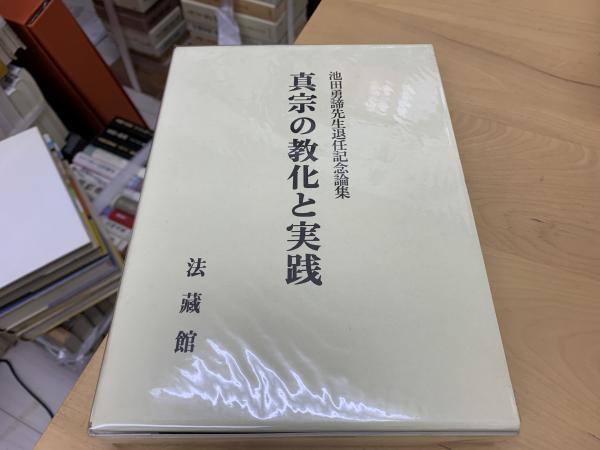 池田勇諦先生退任記念論集
真宗の教化と実践
法藏館